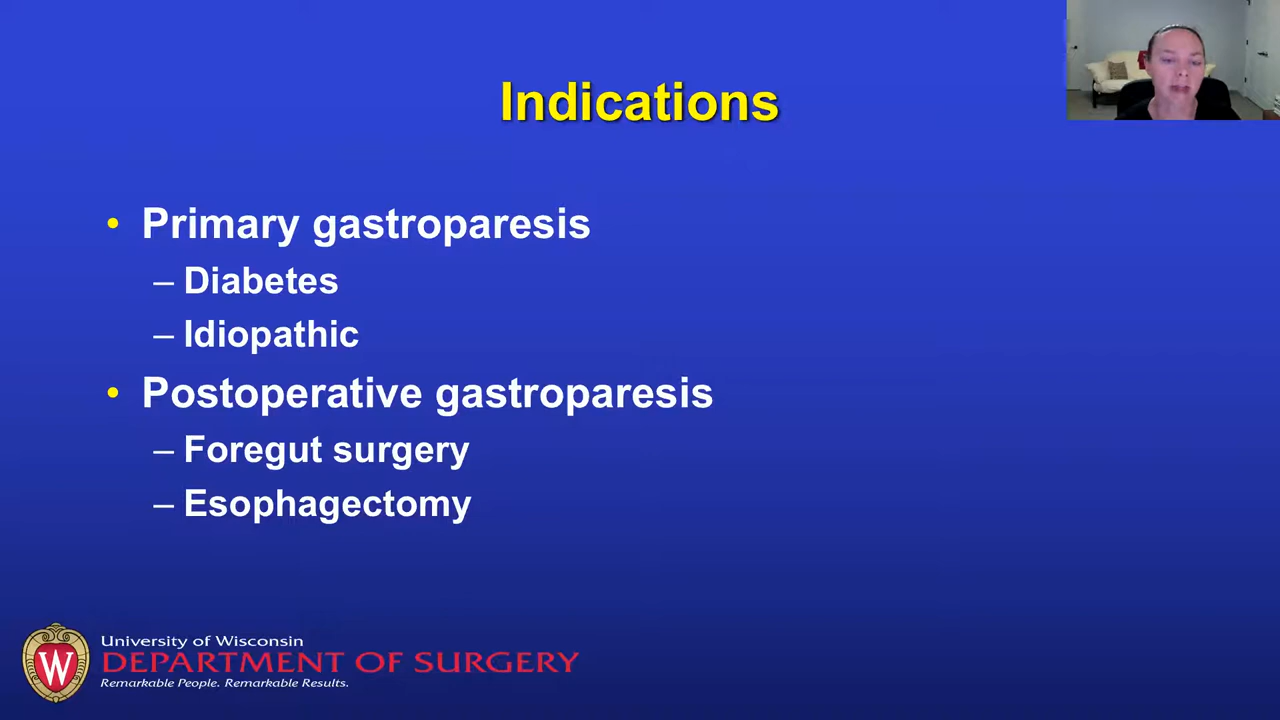 Indications
• Primary gastroparesis
– Diabetes
– Idiopathic
• Postoperative gastroparesis
– Foregut surgery
– Esophagectomy
W
University of Wisconsin
DEPARTMENT OF SURGERY
Remarkable People. Remarkable Results.